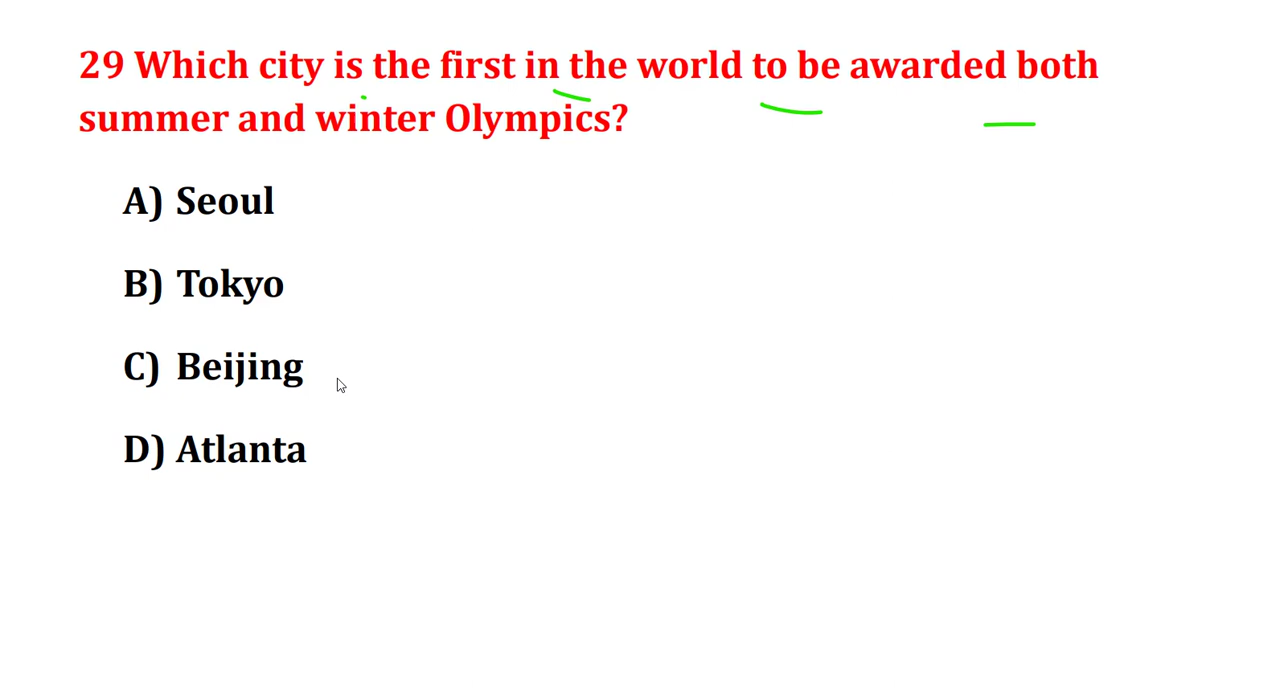 29 Which city is the first in the world to be awarded both
summer and winter Olympics?
A) Seoul
B) Tokyo
C) Beijing
D) Atlanta